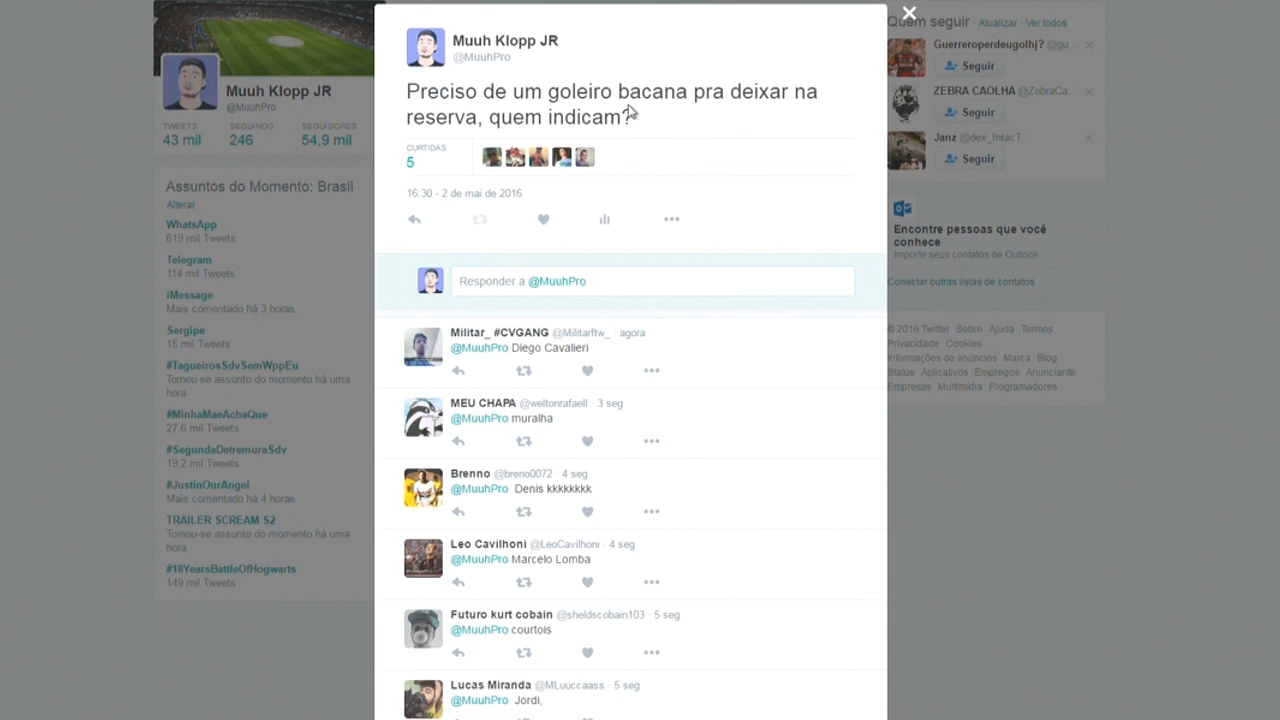 Muuh Klopp JR
@MuuhPro
TWEETS SEGUINDO SEGUIDORES
43 mil 246 54,9 mil
Assuntos do Momento: Brasil
Alterar
WhatsApp
619 mil Tweets
Telegram
114 mil Tweets
iMessage
Mais comentado há 3 horas
Sergipe
15 mil Tweets
#TagueirosSdvSemWppEu
Tornou-se assunto do momento há uma
hora
#MinhaMaeAchaQue
27,6 mil Tweets
#SegundaDetremuraSdv
19,2 mil Tweets
#JustinOurAngel
Mais comentado há 4 horas
TRAILER SCREAM S2
Tornou-se assunto do momento há uma
hora
#18YearsBattleOfHogwarts
149 mil Tweets
Muuh Klopp JR
@MuuhPro
Preciso de um goleiro bacana pra deixar na
reserva, quem indicam?
CURTIDAS
5
16:30 - 2 de mai de 2016
Responder a @MuuhPro
Militar_ #CVGANG @Militarftw_ · agora
@MuuhPro Diego Cavalieri
MEU CHAPA @weltonrafaell · 3 seg
@MuuhPro muralha
Brenno @breno0072 · 4 seg
@MuuhPro Denis kkkkkkkk
Leo Cavilhoni @LeoCavilhoni · 4 seg
@MuuhPro Marcelo Lomba
Futuro kurt cobain @sheldscobain103 · 5 seg
@MuuhPro courtois
Lucas Miranda @MLuuccaass · 5 seg
@MuuhPro Jordi,
Quem seguir · Atualizar · Ver todos
Guerreroperdeugolhj? @gu...
Seguir
ZEBRA CAOLHA @ZebraCa...
Seguir
Janz @dex_IntacT
Seguir
Encontre pessoas que você
conhece
Importe seus contatos de Outlook
Conectar outras listas de contatos
© 2016 Twitter Sobre Ajuda Termos
Privacidade Cookies
Informações de anúncios Marca Blog
Status Aplicativos Empregos Anunciante
Empresas Multimídia Programadores